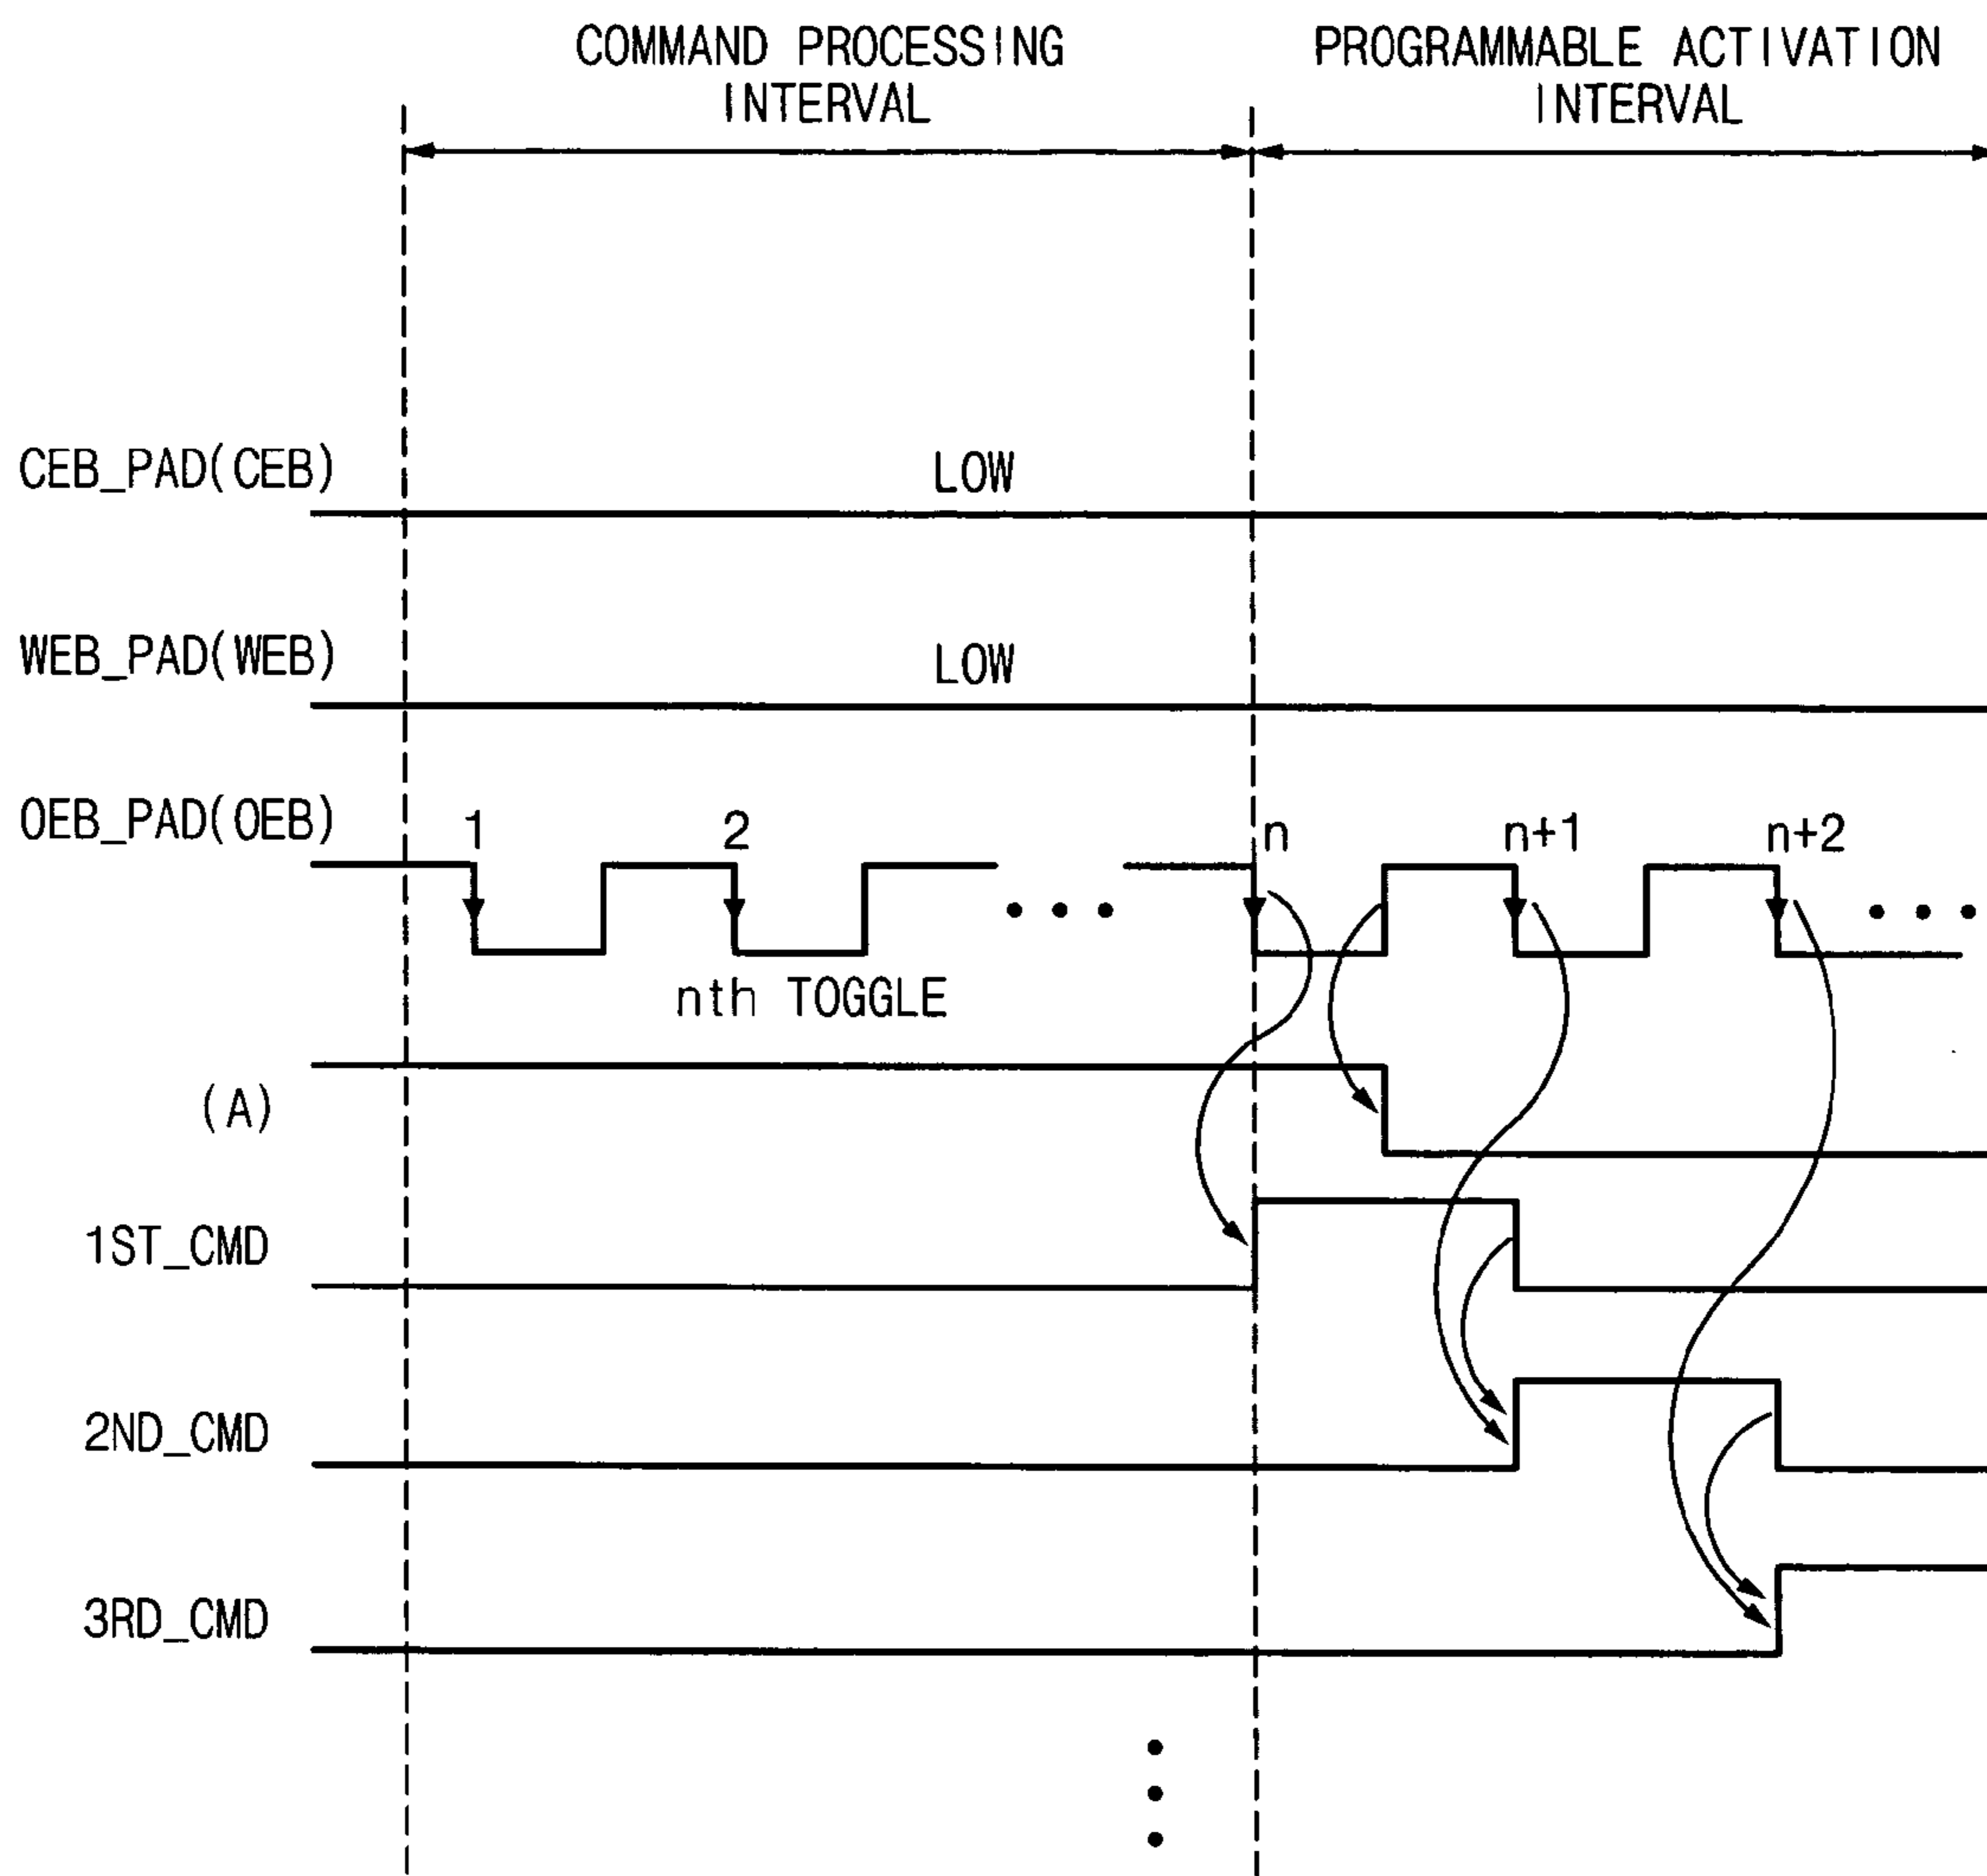 COMMAND PROCESSING
INTERVAL
PROGRAMMABLE ACTIVATION
INTERVAL
CEB_PAD(CEB)
LOW
WEB_PAD(WEB)
LOW
OEB_PAD(OEB)
1
2
n
n+1
n+2
nth TOGGLE
(A)
1ST_CMD
2ND_CMD
3RD_CMD